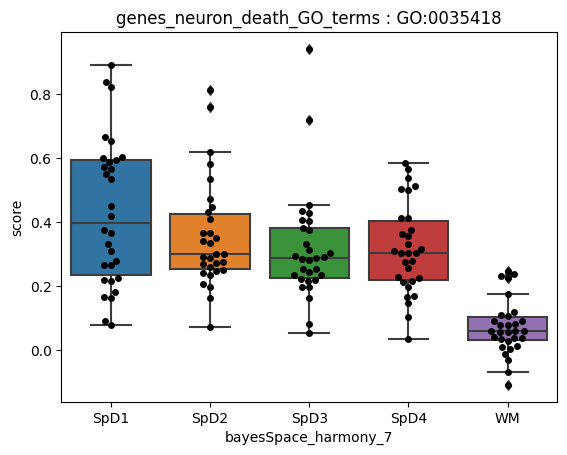 genes_neuron_death_GO_terms : GO:0035418
score
0.8
0.6
0.4
0.2
0.0
SpD1 SpD2 SpD3 SpD4 WM
bayesSpace_harmony_7